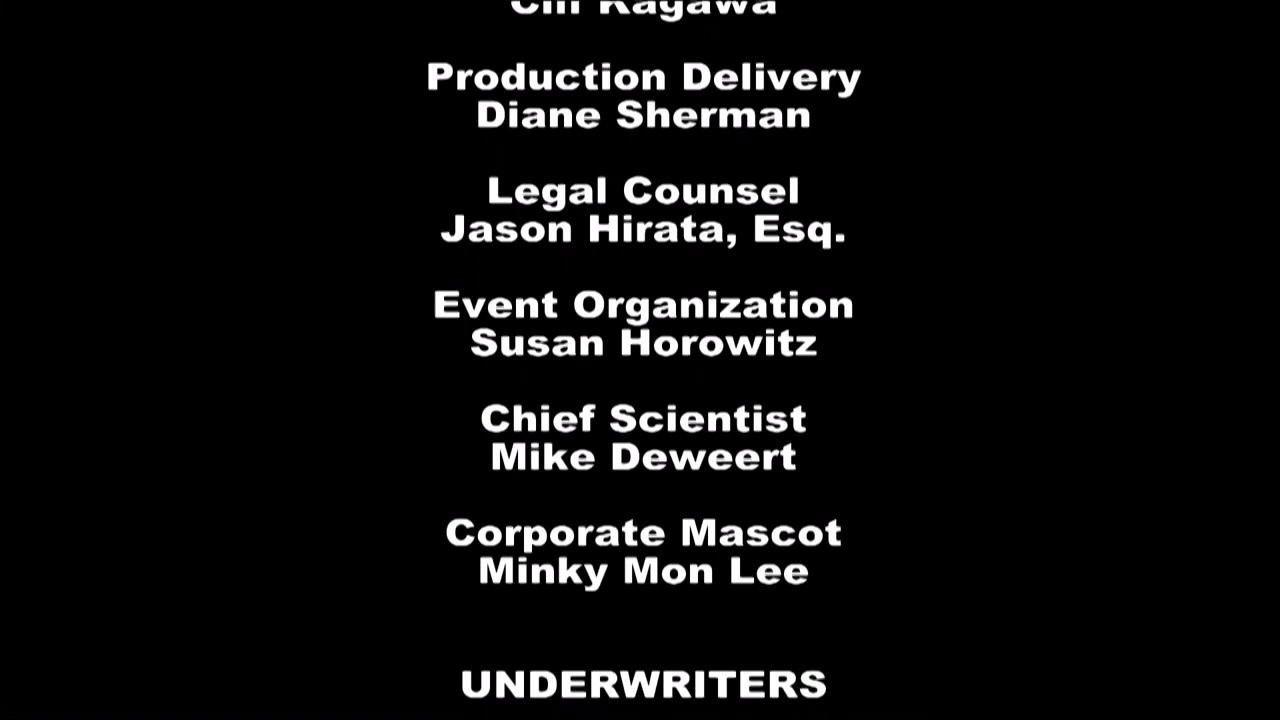 Kagawa
Production Delivery
Diane Sherman
Legal Counsel
Jason Hirata, Esq.
Event Organization
Susan Horowitz
Chief Scientist
Mike Deweert
Corporate Mascot
Minky Mon Lee
UNDERWRITERS